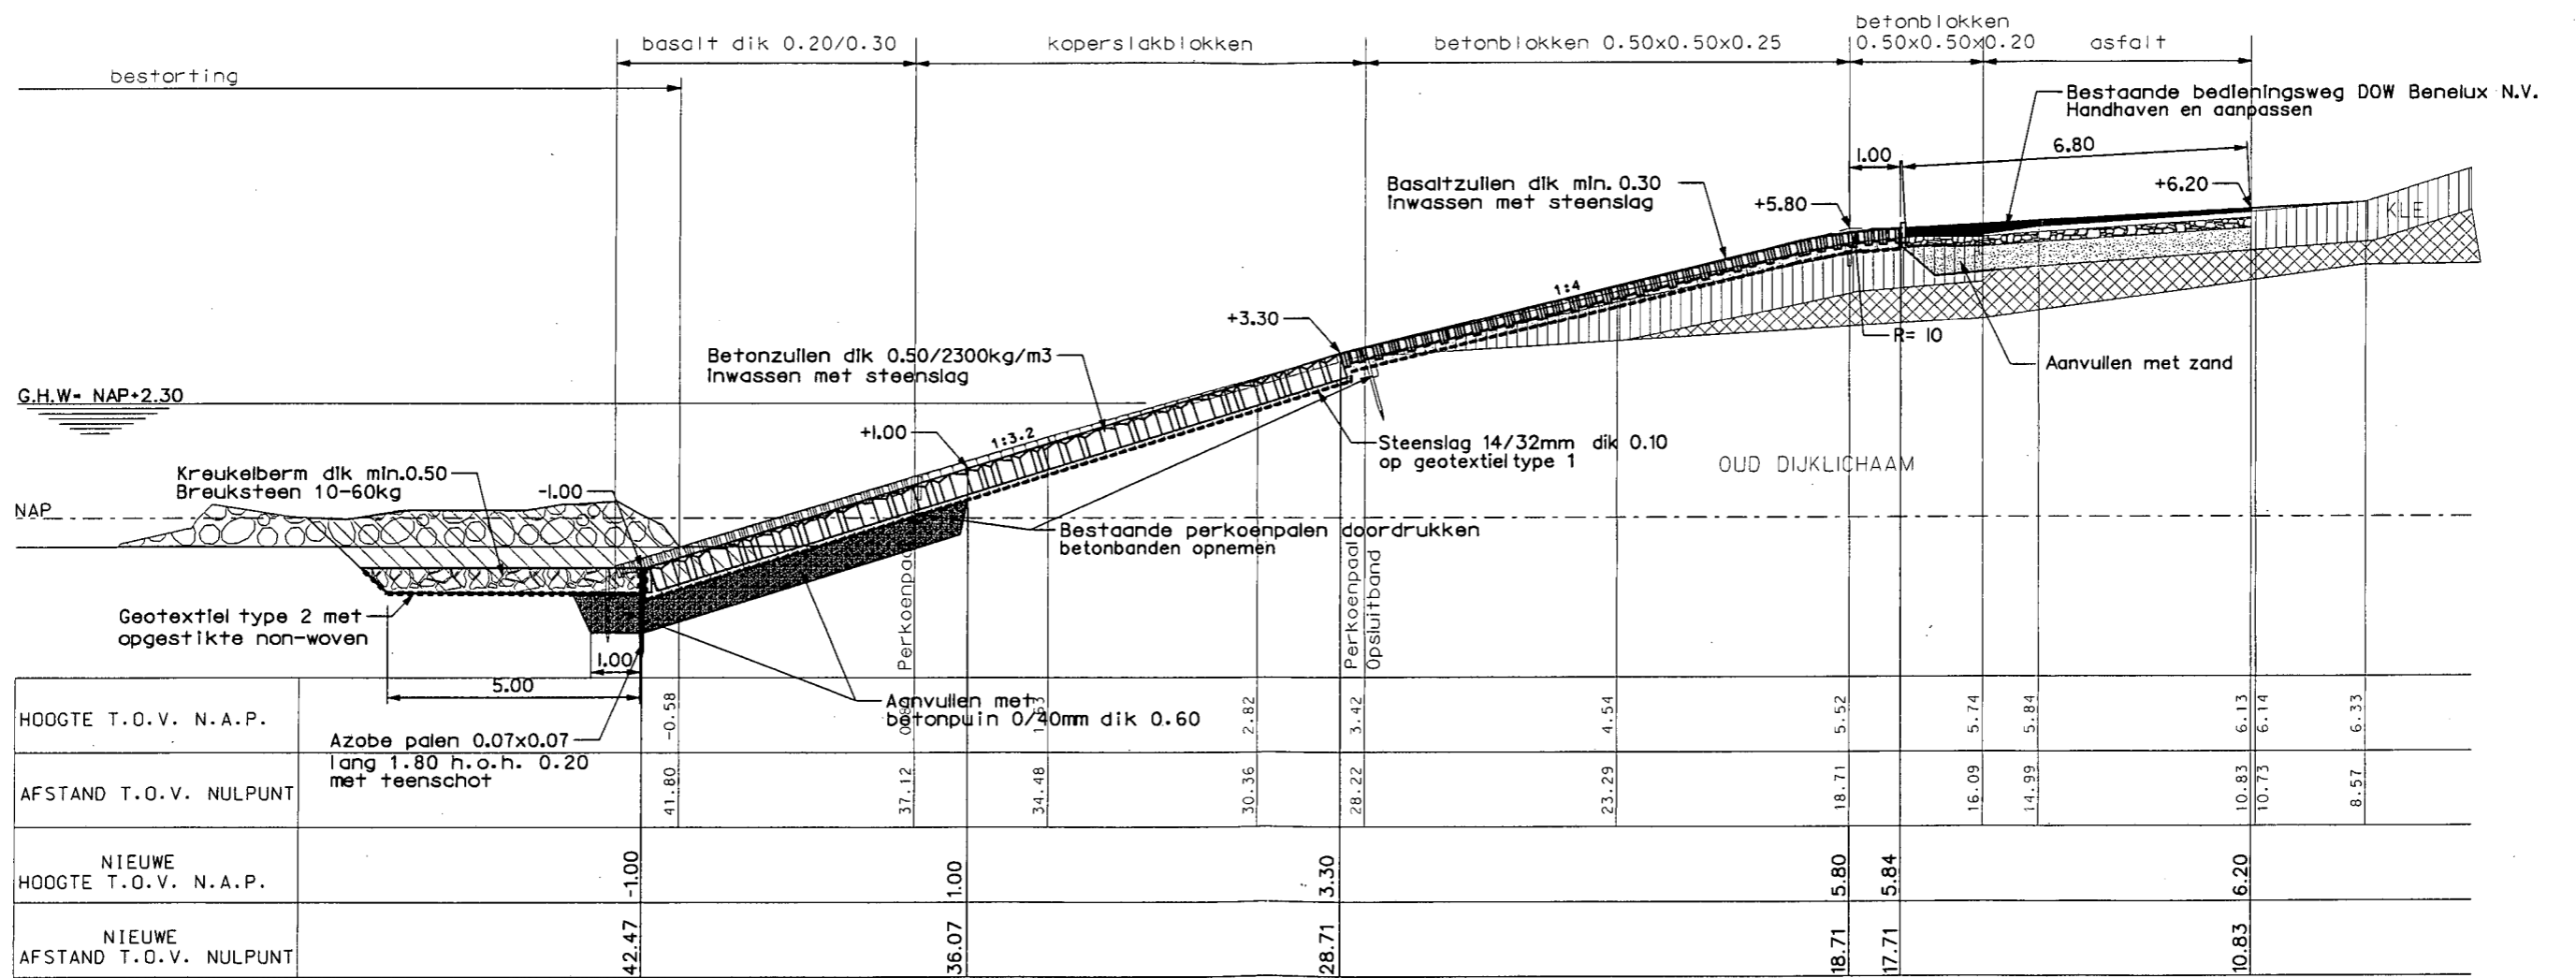 betonblokken
basalt dik 0.20/0.30
koperslakblokken
betonblokken 0.50x0.50x0.25
0.50x0.50x0.20
asfalt
bestorting
Bestaande bedieningsweg DOW Benelux N.V.
Handhaven en aanpassen
1.00
6.80
Basaltzuilen dik min. 0.30
inwassen met steenslag
+5.80
+6.20
KLE
1:4
+3.30
R= 10
Betonzuilen dik 0.50/2300kg/m3
inwassen met steenslag
Aanvullen met zand
G.H.W= NAP+2.30
+1.00
1:3.2
Steenslag 14/32mm dik 0.10
op geotextiel type 1
OUD DIJKLICHAAM
Kreukelberm dik min.0.50
Breuksteen 10-60kg
-1.00
NAP
Bestaande perkoenpalen doordrukken
betonbanden opnemen
Perkoenpaal
Perkoenpaal
Opsluitband
Geotextiel type 2 met
opgestikte non-woven
1.00
5.00
Aanvullen met
betonpuin 0/40mm dik 0.60
Azobe palen 0.07x0.07
lang 1.80 h.o.h. 0.20
met teenschot
HOOGTE T.O.V. N.A.P. -0.58 2.82 3.42 4.54 5.52 5.74 5.84 6.13 6.14 6.33
AFSTAND T.O.V. NULPUNT 41.80 37.12 34.48 30.36 28.22 23.29 18.71 16.09 14.99 10.83 10.73 8.57
NIEUWE
HOOGTE T.O.V. N.A.P. -1.00 1.00 3.30 5.80 5.84 6.20
NIEUWE
AFSTAND T.O.V. NULPUNT 42.47 36.07 28.71 18.71 17.71 10.83